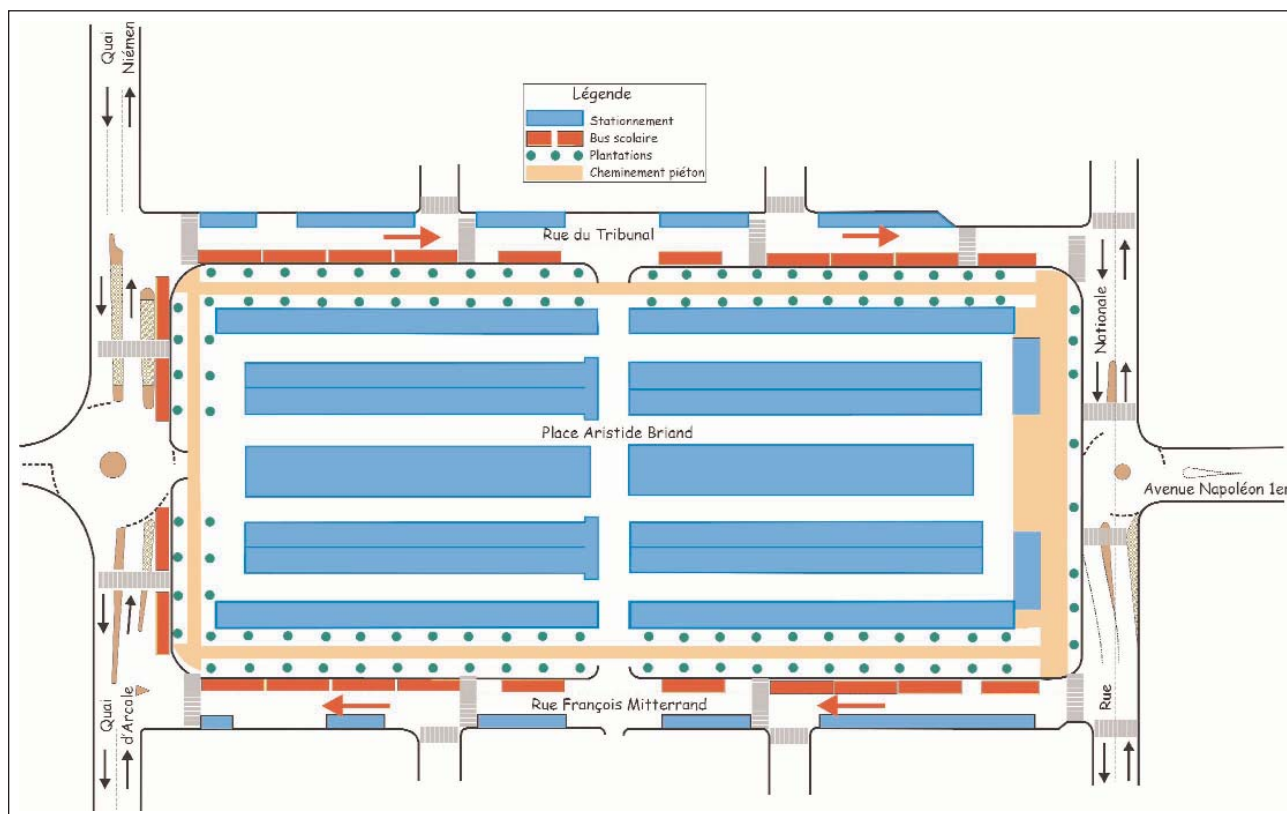 Quai
Niémen
Légende
Stationnement
Bus scolaire
Plantations
Cheminement piéton
Rue du Tribunal
Nationale
Place Aristide Briand
Avenue Napoléon 1er
Rue François Mitterrand
Rue
Quai
d'Arcole